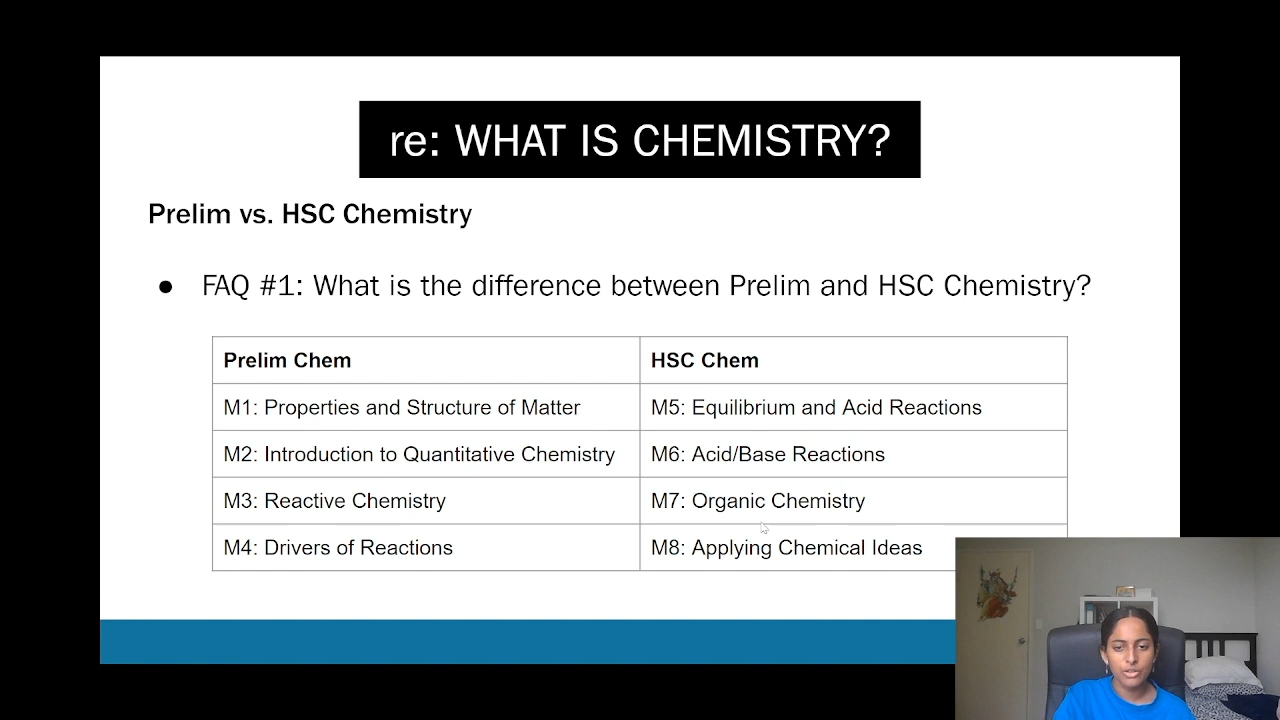 re: WHAT IS CHEMISTRY?
Prelim vs. HSC Chemistry
● FAQ #1: What is the difference between Prelim and HSC Chemistry?
Prelim Chem HSC Chem
M1: Properties and Structure of Matter M5: Equilibrium and Acid Reactions
M2: Introduction to Quantitative Chemistry M6: Acid/Base Reactions
M3: Reactive Chemistry M7: Organic Chemistry
M4: Drivers of Reactions M8: Applying Chemical Ideas